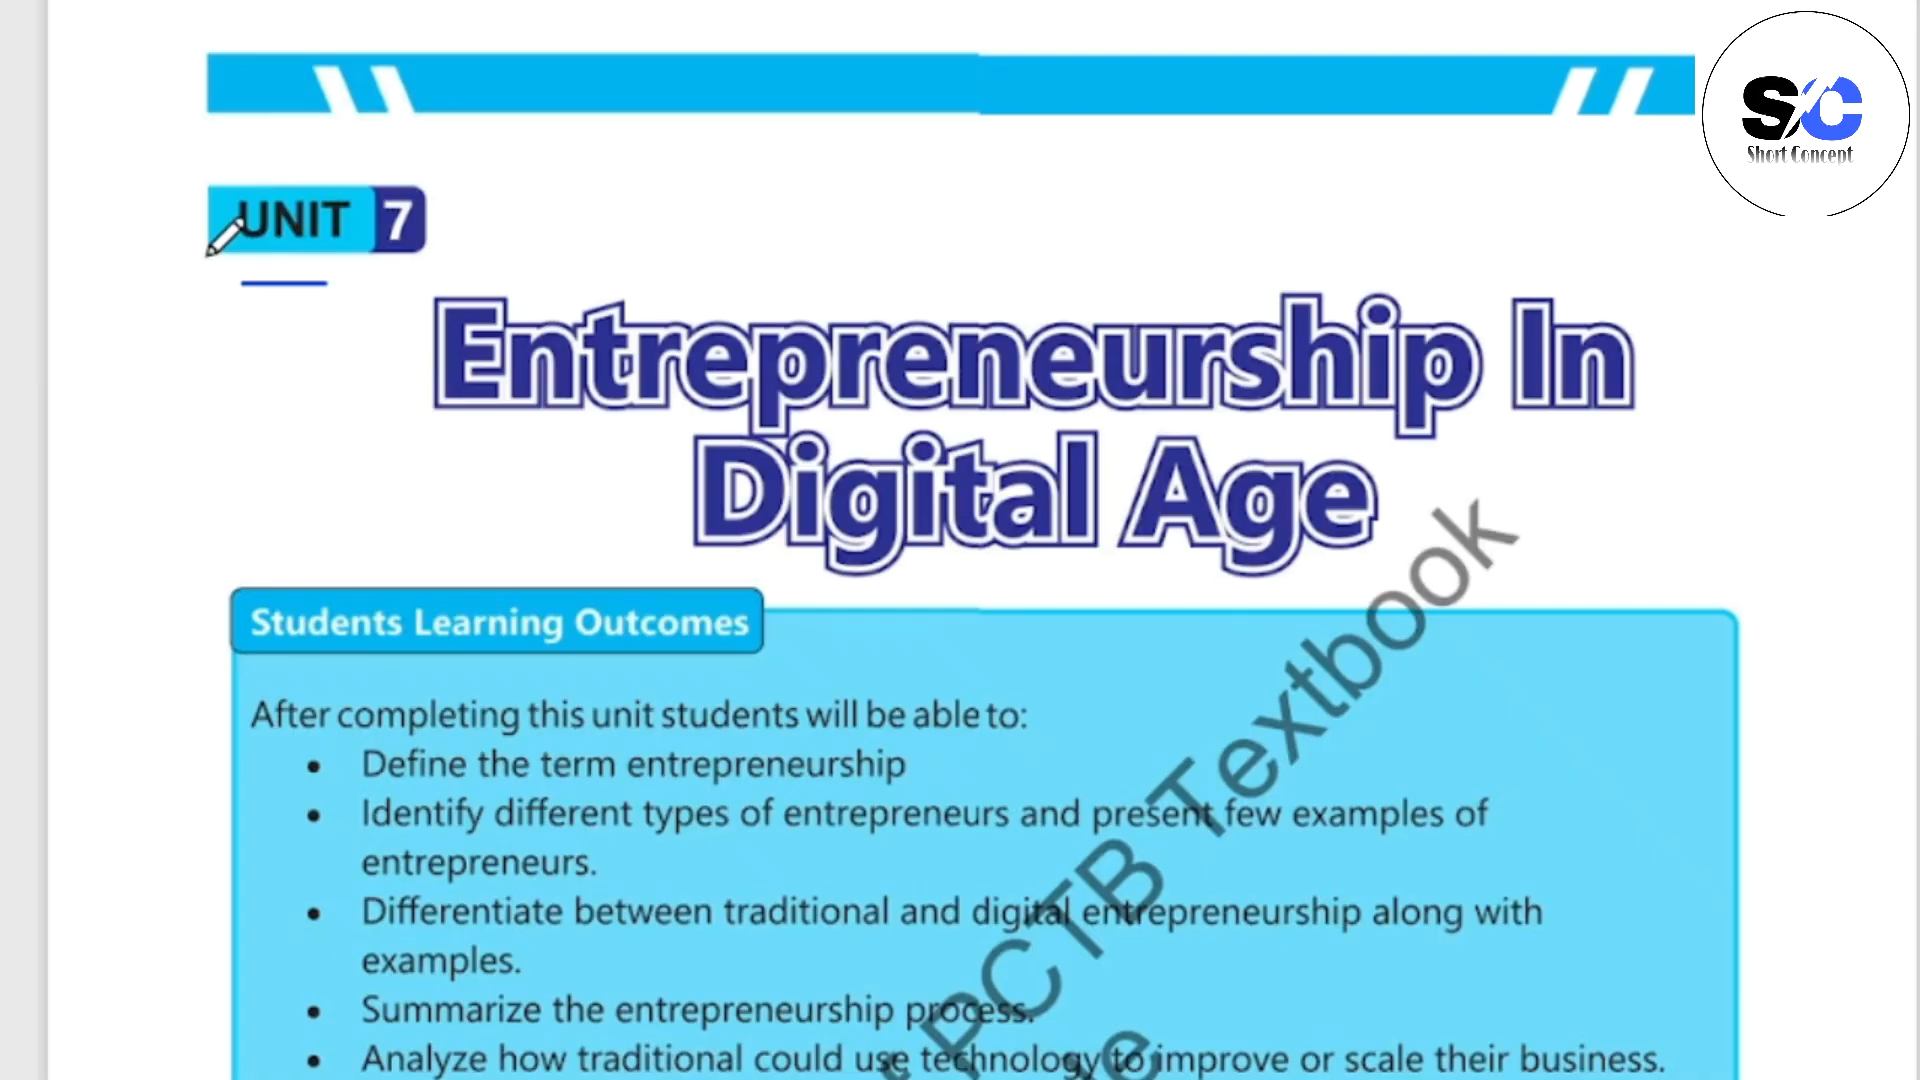 SC
Short Concept
UNIT 7
Entrepreneurship In
Digital Age
Students Learning Outcomes
After completing this unit students will be able to:
• Define the term entrepreneurship
• Identify different types of entrepreneurs and present few examples of
entrepreneurs.
• Differentiate between traditional and digital entrepreneurship along with
examples.
• Summarize the entrepreneurship process.
• Analyze how traditional could use technology to improve or scale their business.
PCTB Textbook